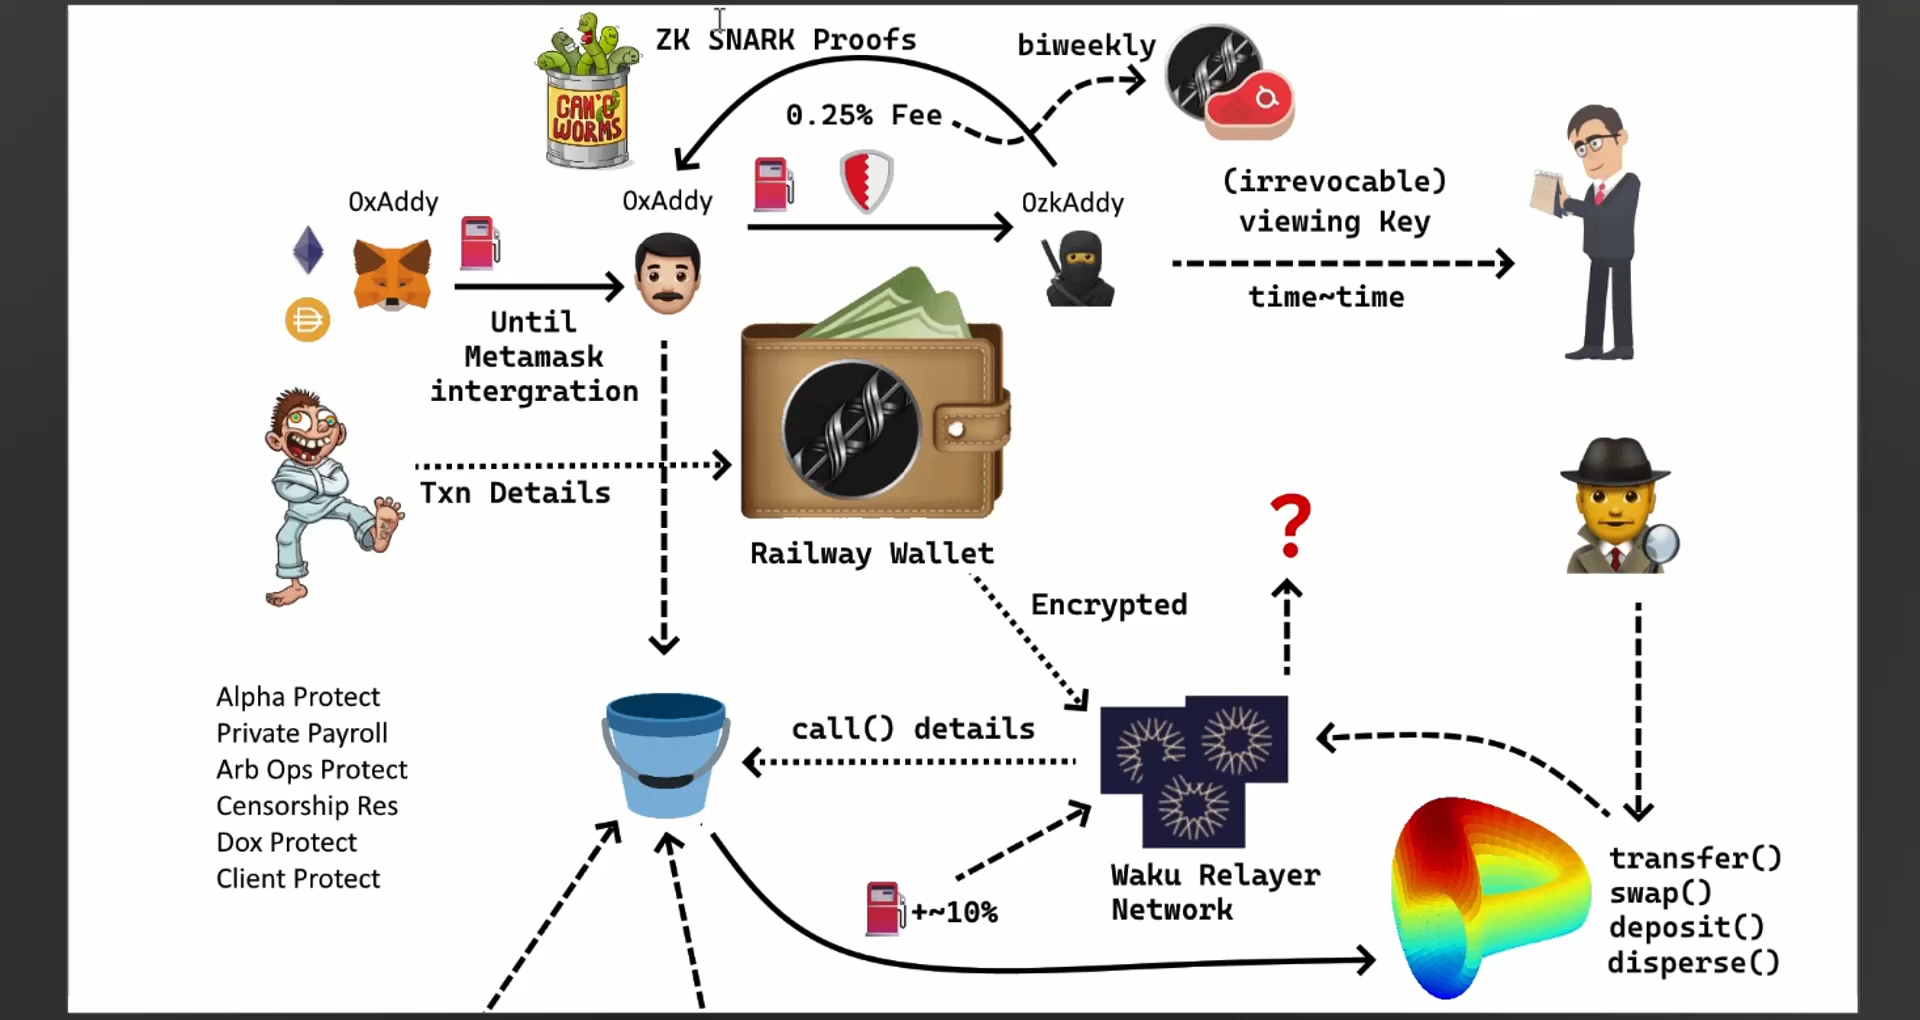 ZK SNARK Proofs
biweekly
CAN'O
WORMS
0.25% Fee
0xAddy
0xAddy
0zkAddy
(irrevocable)
viewing Key
time~time
Until
Metamask
intergration
Txn Details
Railway Wallet
?
Encrypted
Alpha Protect
Private Payroll
Arb Ops Protect
Censorship Res
Dox Protect
Client Protect
call() details
+~10%
Waku Relayer
Network
transfer()
swap()
deposit()
disperse()